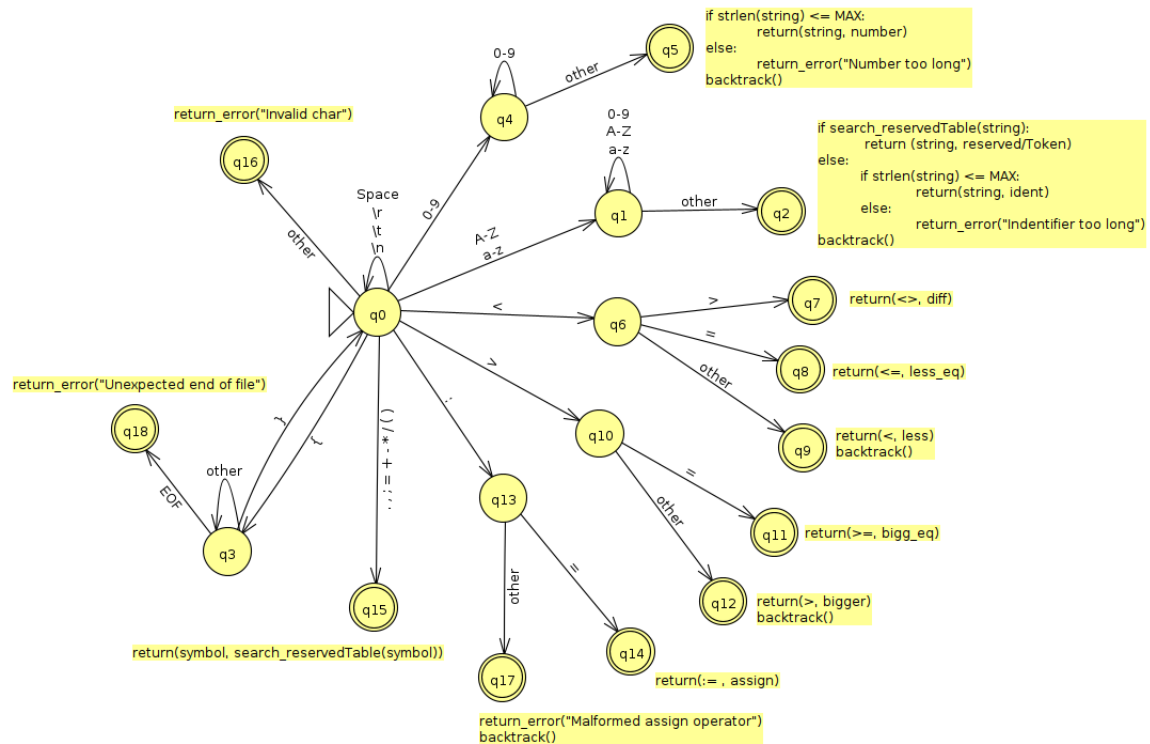 if strlen(string) <= MAX:
return(string, number)
else:
return_error("Number too long")
backtrack()
0-9
q5
other
q4
return_error("Invalid char")
q16
0-9
A-Z
a-z
if search_reservedTable(string):
return (string, reserved/Token)
else:
if strlen(string) <= MAX:
return(string, ident)
else:
return_error("Indentifier too long")
backtrack()
Space
\r
\t
\n
other
0-9
A-Z
a-z
q1
other
q2
q0
<
q6
>
q7
return(<>, diff)
=
q8
return(<=, less_eq)
other
q9
return(<, less)
backtrack()
return_error("Unexpected end of file")
q18
}
{
>
:
q10
=
other
q11
return(>=, bigg_eq)
other
EOF
q3
( ) / * - + = ; , .
q13
other
=
q12
return(>, bigger)
backtrack()
q15
return(symbol, search_reservedTable(symbol))
q14
return(:= , assign)
q17
return_error("Malformed assign operator")
backtrack()